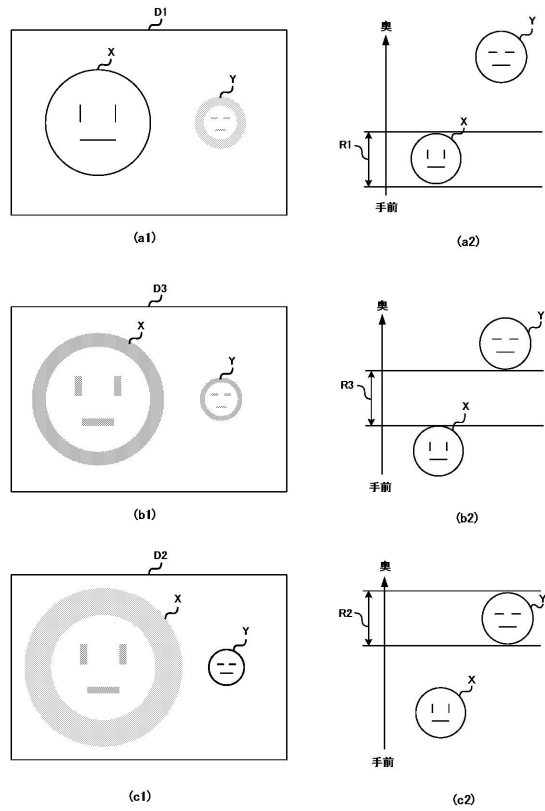 D1
X
Y
(a1)
奥
Y
X
R1
手前
(a2)
D3
X
Y
(b1)
奥
Y
R3
X
手前
(b2)
D2
X
Y
(c1)
奥
R2
Y
X
手前
(c2)